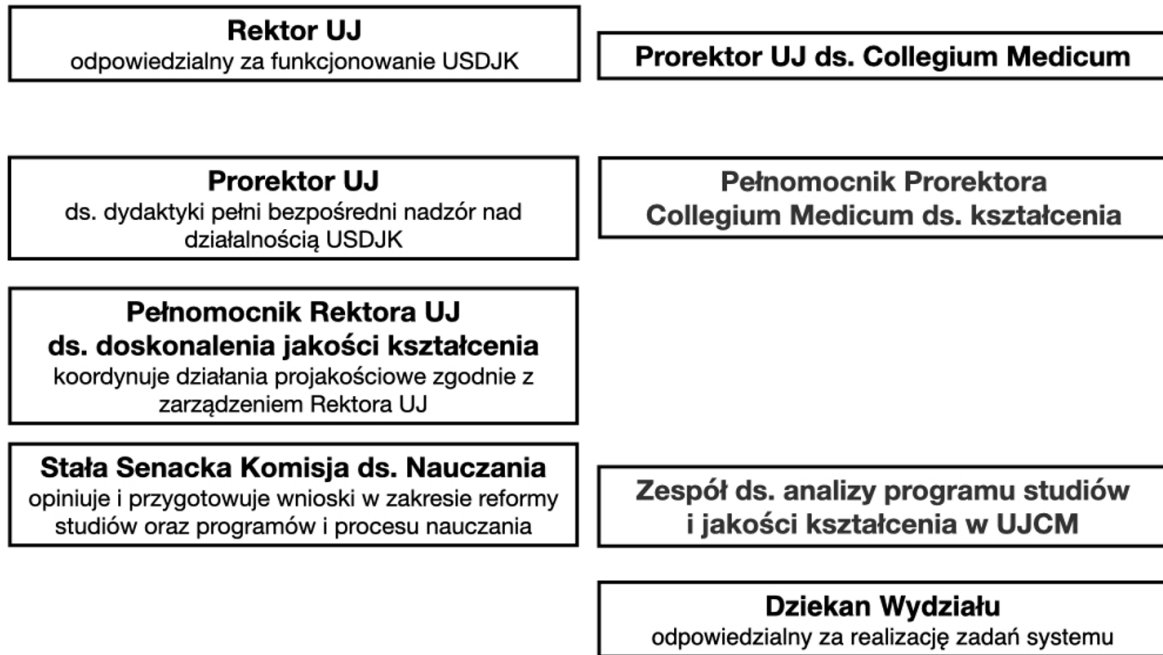 Rektor UJ
odpowiedzialny za funkcjonowanie USDJK
Prorektor UJ ds. Collegium Medicum
Prorektor UJ
ds. dydaktyki pełni bezpośredni nadzór nad
działalnością USDJK
Pełnomocnik Prorektora
Collegium Medicum ds. kształcenia
Pełnomocnik Rektora UJ
ds. doskonalenia jakości kształcenia
koordynuje działania projakościowe zgodnie z
zarządzeniem Rektora UJ
Stała Senacka Komisja ds. Nauczania
opiniuje i przygotowuje wnioski w zakresie reformy
studiów oraz programów i procesu nauczania
Zespół ds. analizy programu studiów
i jakości kształcenia w UJCM
Dziekan Wydziału
odpowiedzialny za realizację zadań systemu